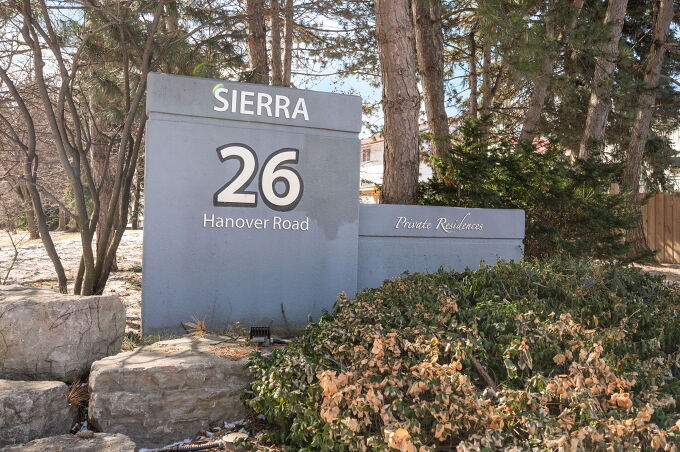 SIERRA
26
Hanover Road
Private Residences